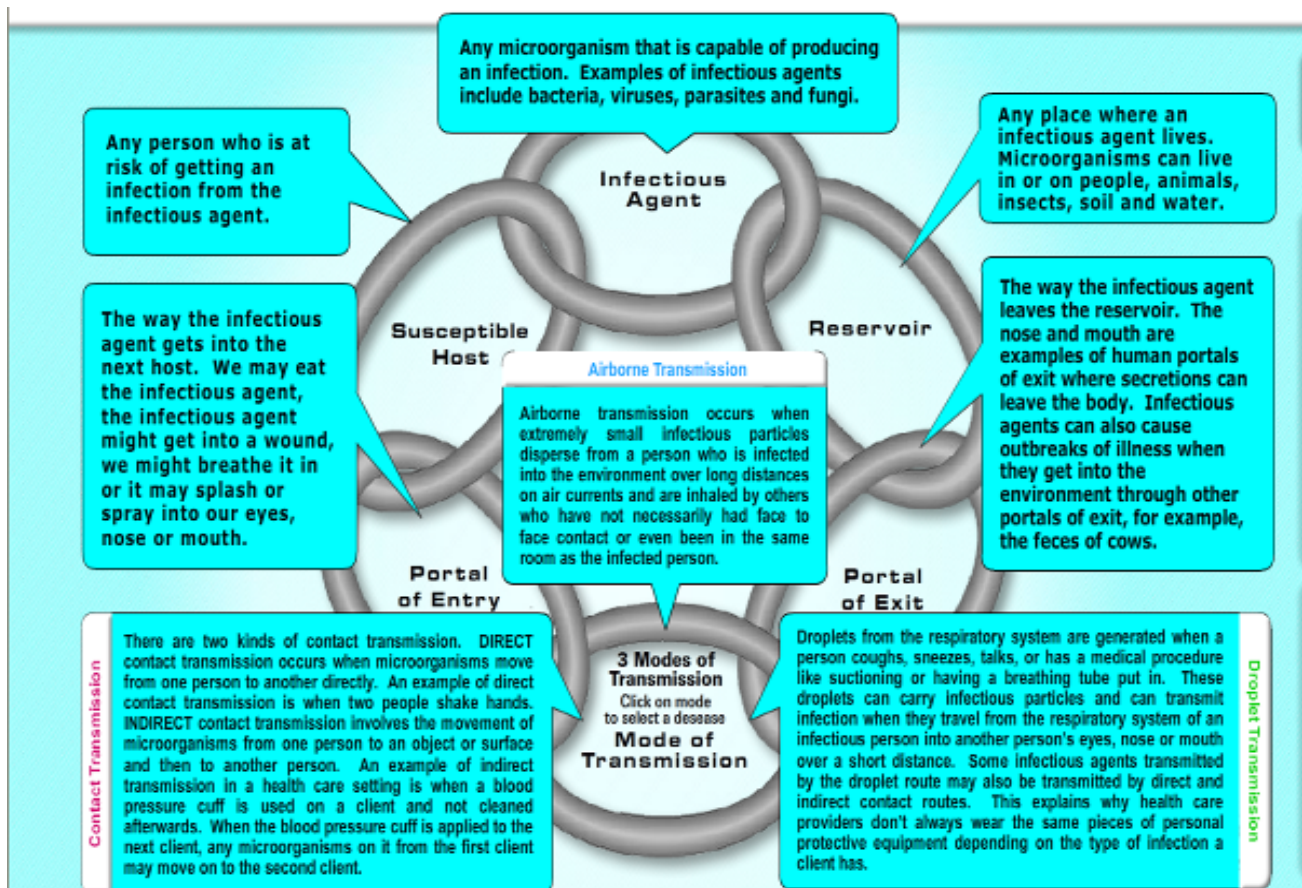 Any microorganism that is capable of producing
an infection. Examples of infectious agents
include bacteria, viruses, parasites and fungi.
Any person who is at
risk of getting an
infection from the
infectious agent.
Any place where an
infectious agent lives.
Microorganisms can live
in or on people, animals,
insects, soil and water.
Infectious
Agent
Susceptible
Host
Reservoir
The way the infectious
agent gets into the
next host. We may eat
the infectious agent,
the infectious agent
might get into a wound,
we might breathe it in
or it may splash or
spray into our eyes,
nose or mouth.
Airborne Transmission
Airborne transmission occurs when
extremely small infectious particles
disperse from a person who is infected
into the environment over long distances
on air currents and are inhaled by others
who have not necessarily had face to
face contact or even been in the same
room as the infected person.
The way the infectious agent
leaves the reservoir. The
nose and mouth are
examples of human portals
of exit where secretions can
leave the body. Infectious
agents can also cause
outbreaks of illness when
they get into the
environment through other
portals of exit, for example,
the feces of cows.
Portal
of Entry
Portal
of Exit
Contact Transmission
There are two kinds of contact transmission. DIRECT
contact transmission occurs when microorganisms move
from one person to another directly. An example of direct
contact transmission is when two people shake hands.
INDIRECT contact transmission involves the movement of
microorganisms from one person to an object or surface
and then to another person. An example of indirect
transmission in a health care setting is when a blood
pressure cuff is used on a client and not cleaned
afterwards. When the blood pressure cuff is applied to the
next client, any microorganisms on it from the first client
may move on to the second client.
3 Modes of
Transmission
Click on mode
to select a desease
Mode of
Transmission
Droplets from the respiratory system are generated when a
person coughs, sneezes, talks, or has a medical procedure
like suctioning or having a breathing tube put in. These
droplets can carry infectious particles and can transmit
infection when they travel from the respiratory system of an
infectious person into another person's eyes, nose or mouth
over a short distance. Some infectious agents transmitted
by the droplet route may also be transmitted by direct and
indirect contact routes. This explains why health care
providers don't always wear the same pieces of personal
protective equipment depending on the type of infection a
client has.
Droplet Transmission